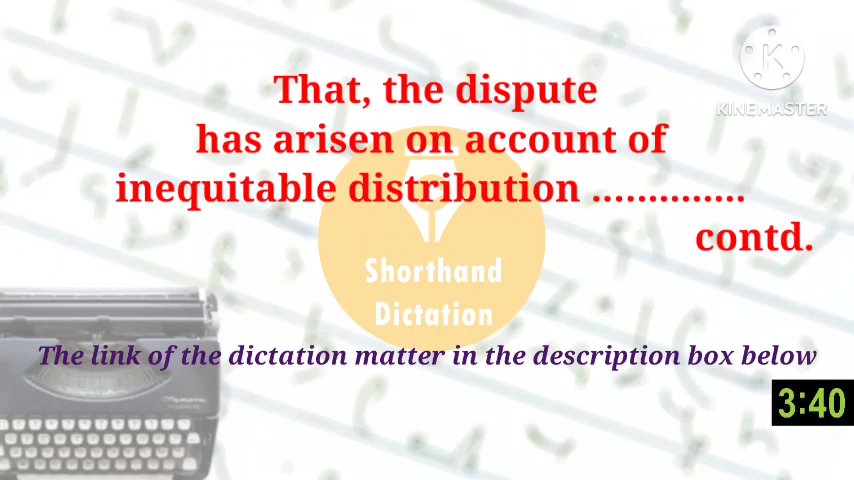 KINEMASTER
That, the dispute
has arisen on account of
inequitable distribution ..............
contd.
Shorthand
Dictation
The link of the dictation matter in the description box below
3:40